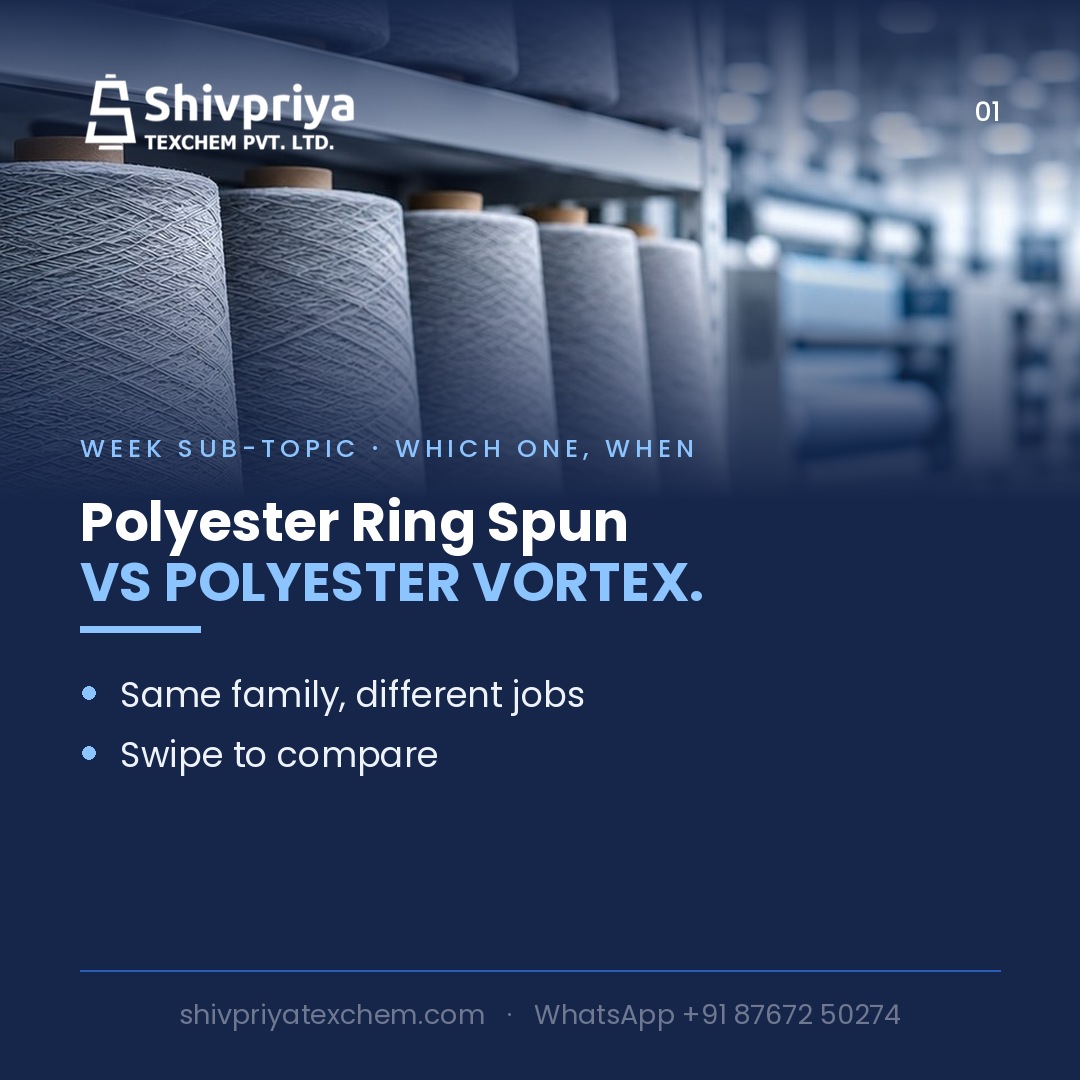 Shivpriya
TEXCHEM PVT. LTD.
01
WEEK SUB-TOPIC · WHICH ONE, WHEN
Polyester Ring Spun
VS POLYESTER VORTEX.
• Same family, different jobs
• Swipe to compare
shivpriyatexchem.com · WhatsApp +91 87672 50274